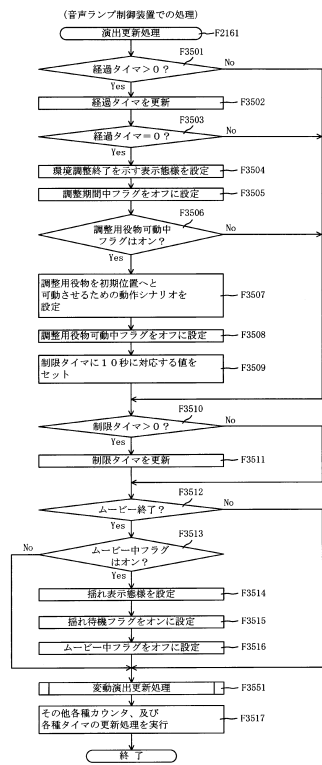 (音声ランプ制御装置での処理)
演出更新処理
F2161
F3501
経過タイマ>0?
No
Yes
経過タイマを更新
F3502
F3503
経過タイマ=0?
No
Yes
環境調整終了を示す表示態様を設定
F3504
調整期間中フラグをオフに設定
F3505
F3506
調整用役物可動中
フラグはオン?
No
Yes
調整用役物を初期位置へと
可動させるための動作シナリオを
設定
F3507
調整用役物可動中フラグをオフに設定
F3508
制限タイマに10秒に対応する値を
セット
F3509
F3510
制限タイマ>0?
No
Yes
制限タイマを更新
F3511
F3512
ムービー終了?
No
Yes
F3513
No
ムービー中フラグ
はオン?
Yes
揺れ表示態様を設定
F3514
揺れ待機フラグをオンに設定
F3515
ムービー中フラグをオフに設定
F3516
変動演出更新処理
F3551
その他各種カウンタ、及び
各種タイマの更新処理を実行
F3517
終了